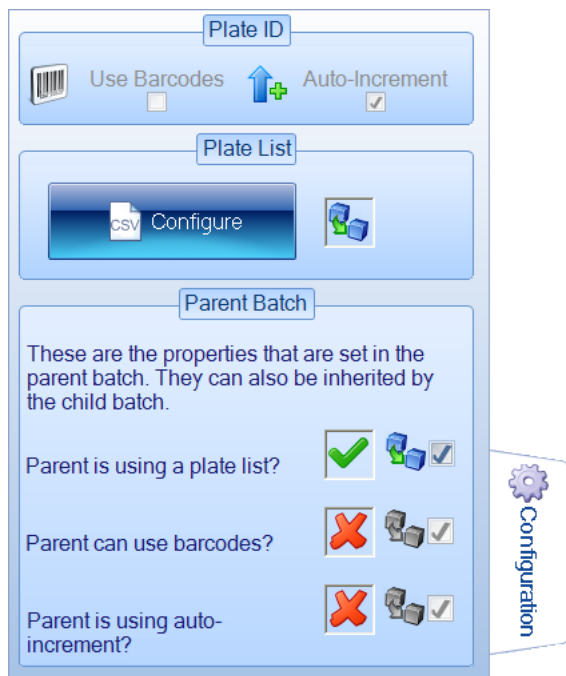 Plate ID
Use Barcodes
Auto-Increment
Plate List
CSV
Configure
Parent Batch
These are the properties that are set in the
parent batch. They can also be inherited by
the child batch.
Parent is using a plate list?
Parent can use barcodes?
Parent is using auto-
increment?
Configuration